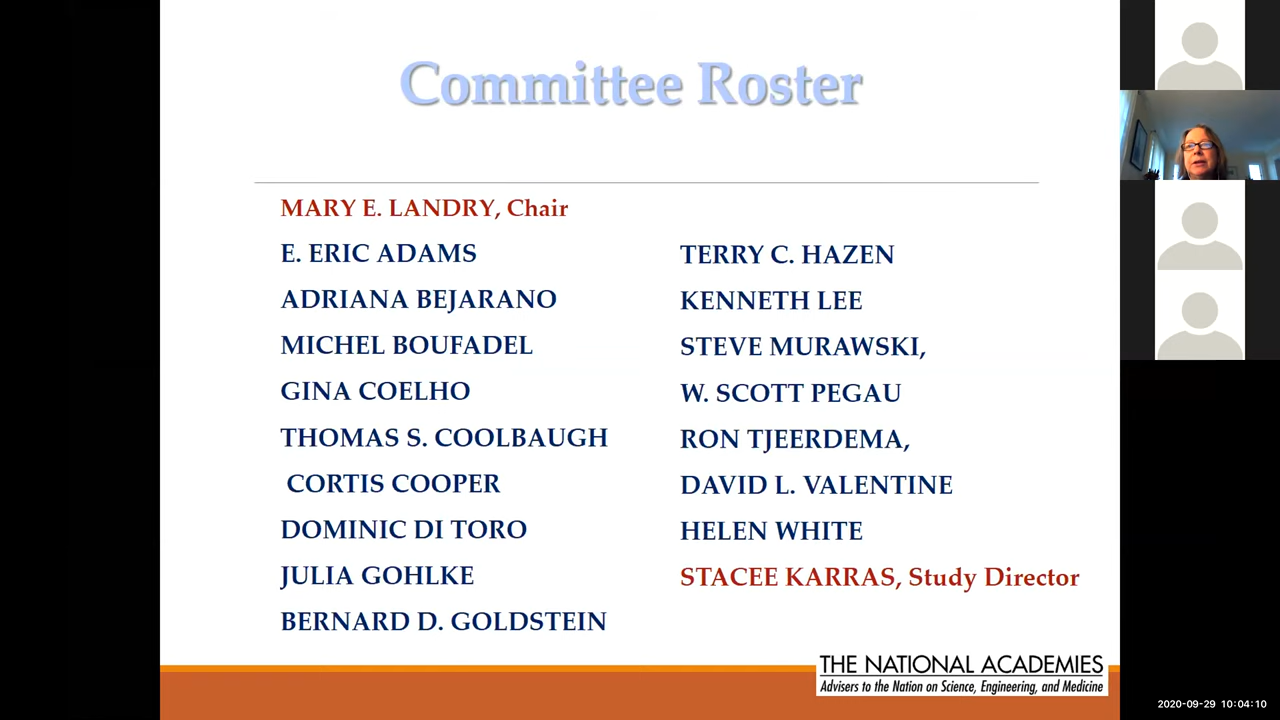 Committee Roster
MARY E. LANDRY, Chair
E. ERIC ADAMS
ADRIANA BEJARANO
MICHEL BOUFADEL
GINA COELHO
THOMAS S. COOLBAUGH
CORTIS COOPER
DOMINIC DI TORO
JULIA GOHLKE
BERNARD D. GOLDSTEIN
TERRY C. HAZEN
KENNETH LEE
STEVE MURAWSKI,
W. SCOTT PEGAU
RON TJEERDEMA,
DAVID L. VALENTINE
HELEN WHITE
STACEE KARRAS, Study Director
THE NATIONAL ACADEMIES
Advisers to the Nation on Science, Engineering, and Medicine
2020-09-29 10:04:10